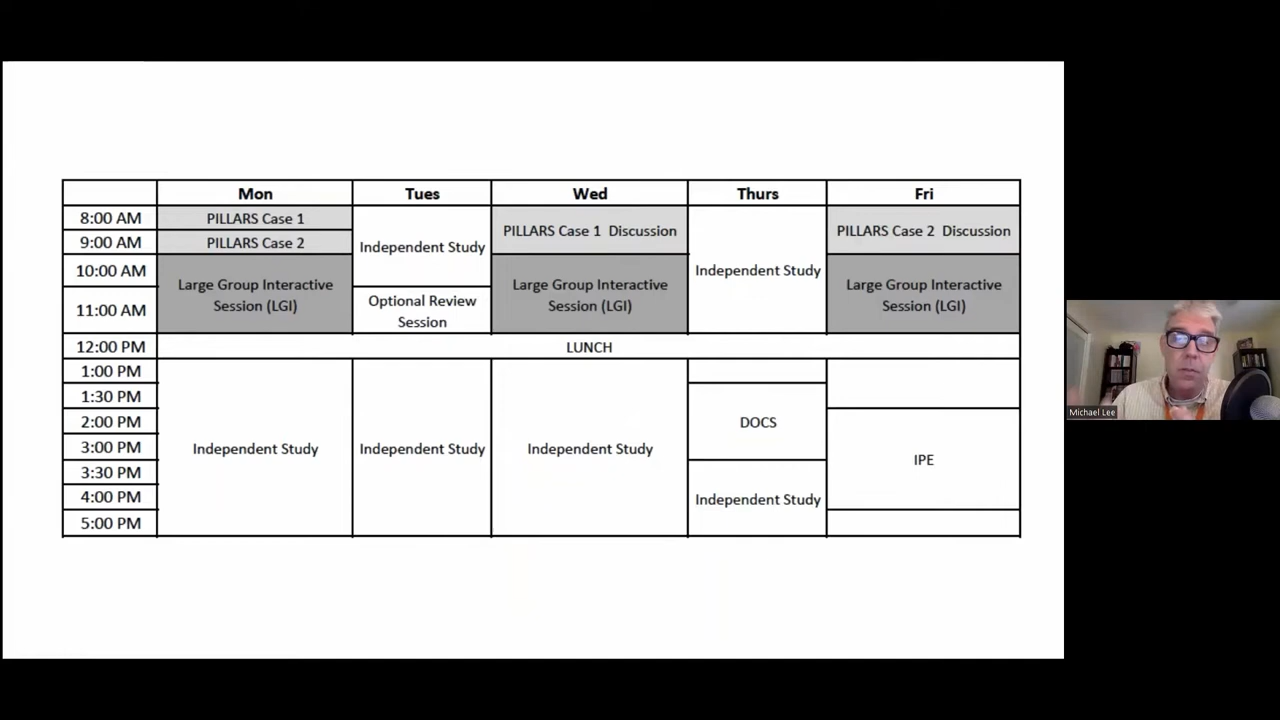 Mon Tues Wed Thurs Fri
8:00 AM PILLARS Case 1
9:00 AM PILLARS Case 2
Independent Study
PILLARS Case 1 Discussion
PILLARS Case 2 Discussion
10:00 AM
11:00 AM
Large Group Interactive
Session (LGI)
Optional Review
Session
Large Group Interactive
Session (LGI)
Independent Study
Large Group Interactive
Session (LGI)
12:00 PM LUNCH
1:00 PM
1:30 PM
2:00 PM
3:00 PM
3:30 PM
4:00 PM
5:00 PM
Independent Study
Independent Study
Independent Study
DOCS
Independent Study
IPE
Michael Lee